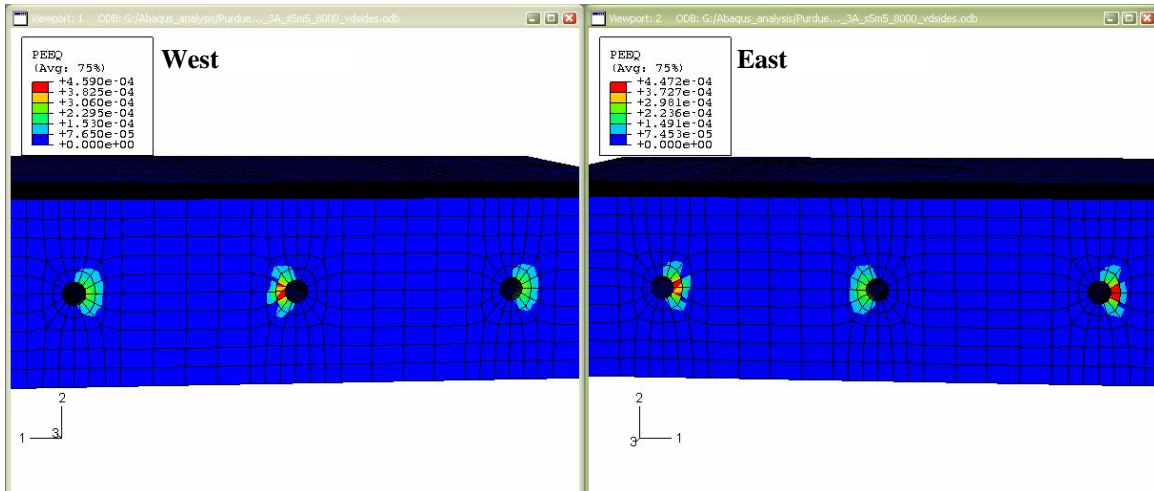 Viewport: 1 ODB: G:/Abaqus_analysis/Purdue..._3A_s5m5_8000_vdsides.odb
PEEQ
(Avg: 75%)
+4.590e-04
+3.825e-04
+3.060e-04
+2.295e-04
+1.530e-04
+7.650e-05
+0.000e+00
West
2
1
3
Viewport: 2 ODB: G:/Abaqus_analysis/Purdue..._3A_s5m5_8000_vdsides.odb
PEEQ
(Avg: 75%)
+4.472e-04
+3.727e-04
+2.981e-04
+2.236e-04
+1.491e-04
+7.453e-05
+0.000e+00
East
2
3
1